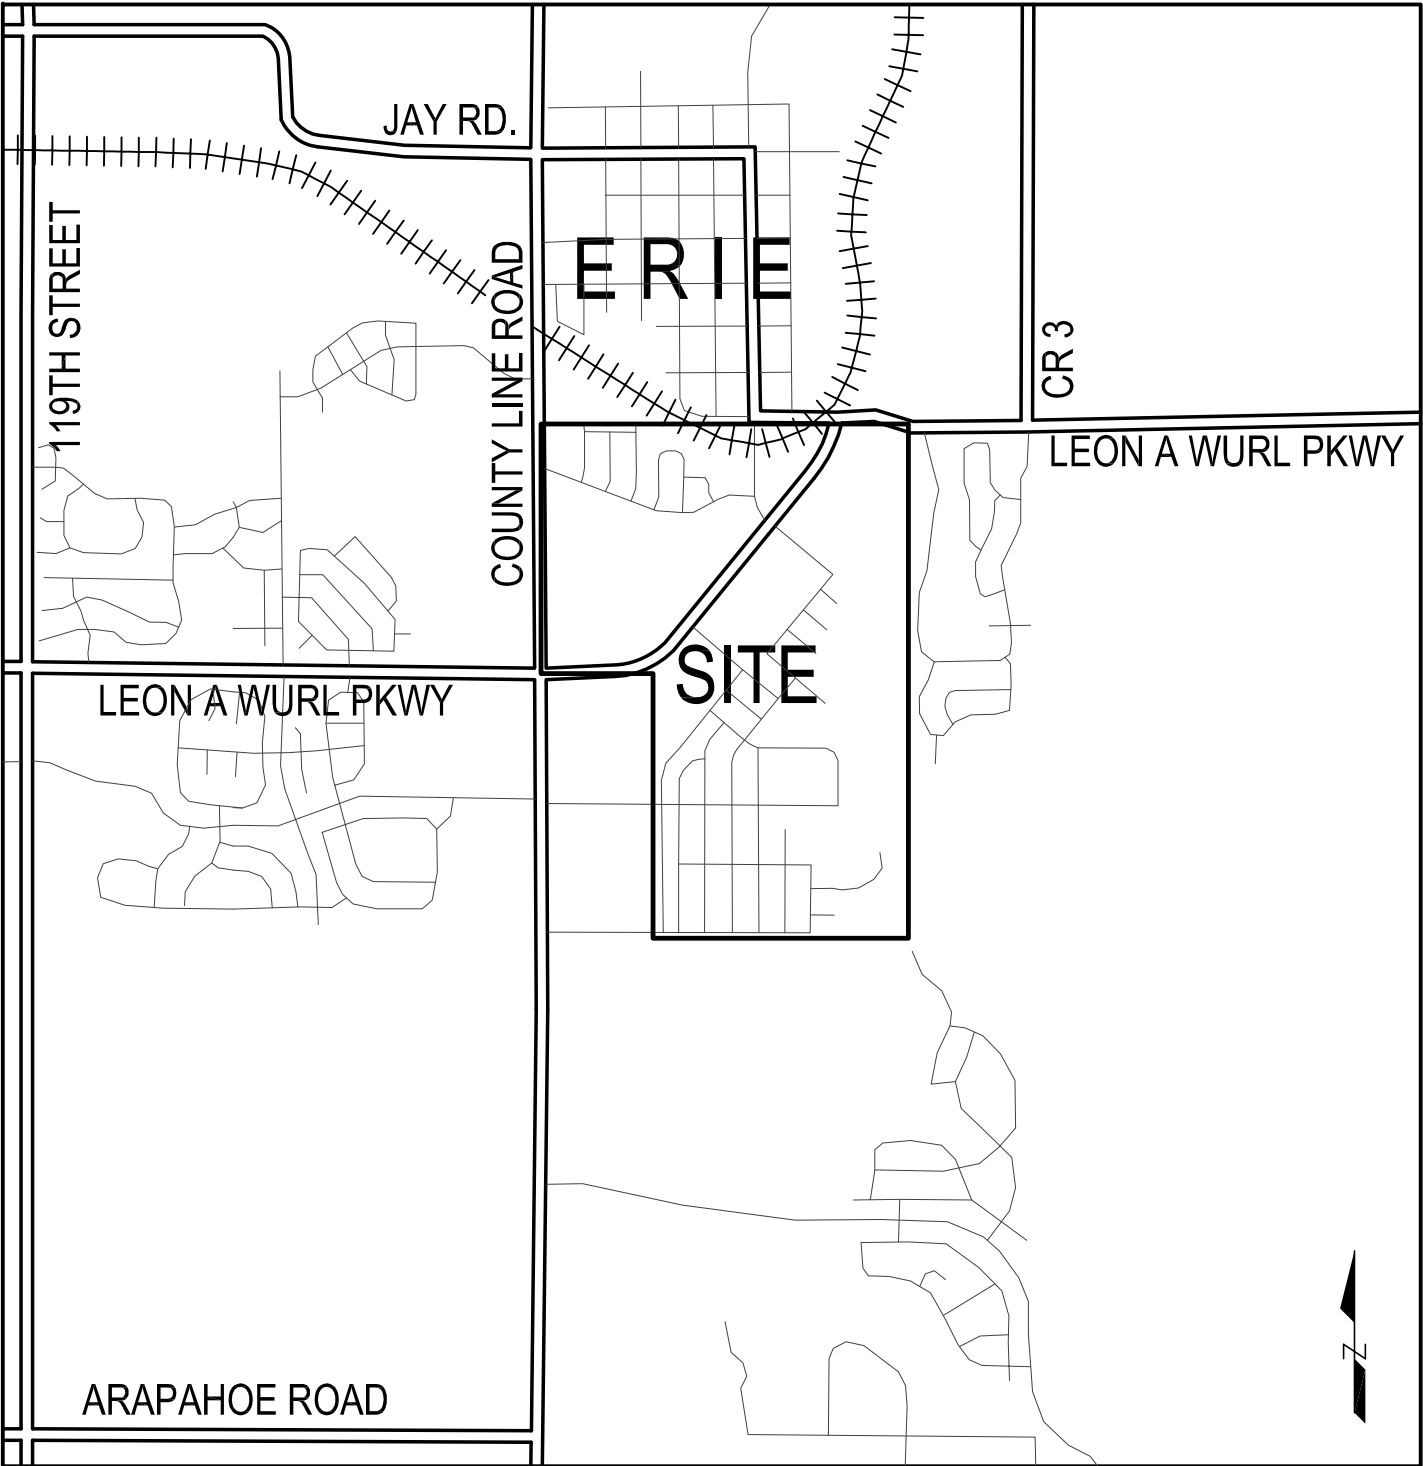 JAY RD.
119TH STREET
COUNTY LINE ROAD
ERIE
CR 3
LEON A WURL PKWY
SITE
LEON A WURL PKWY
ARAPAHOE ROAD
N